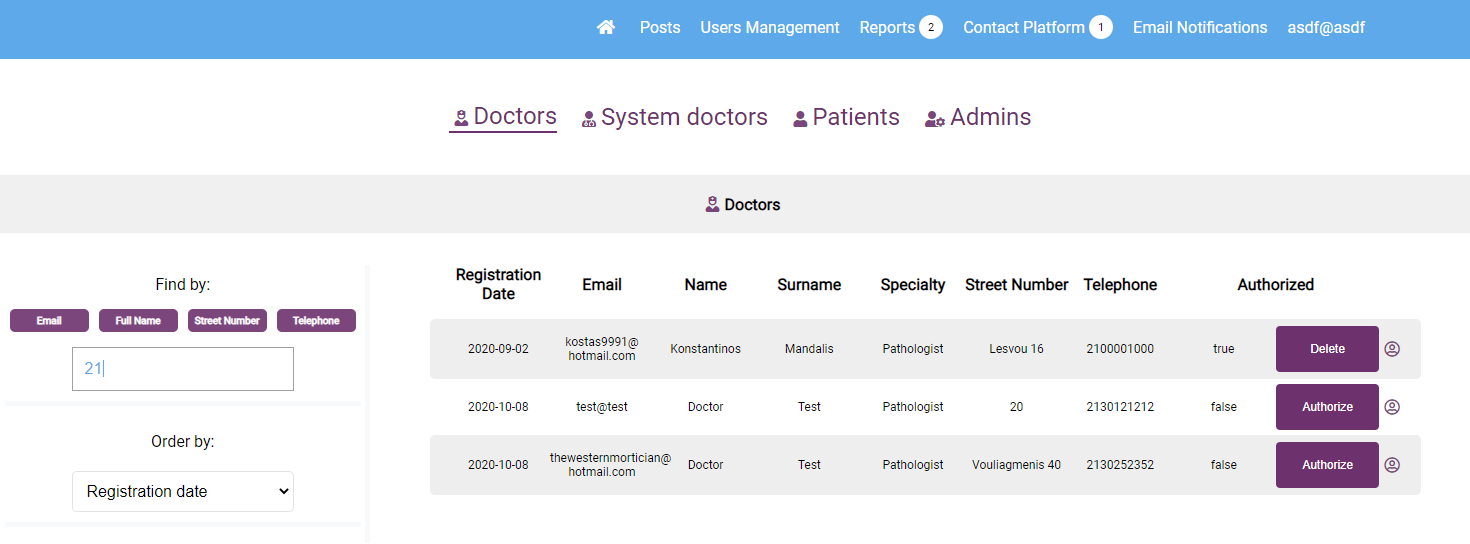 Posts Users Management Reports 2 Contact Platform 1 Email Notifications asdf@asdf
Doctors System doctors Patients Admins
Doctors
Find by:
Email Full Name Street Number Telephone
21
Order by:
Registration date
Registration Date Email Name Surname Specialty Street Number Telephone Authorized
2020-09-02 kostas9991@hotmail.com Konstantinos Mandalis Pathologist Lesvou 16 2100001000 true Delete
2020-10-08 test@test Doctor Test Pathologist 20 2130121212 false Authorize
2020-10-08 thewesternmortician@hotmail.com Doctor Test Pathologist Vouliagmenis 40 2130252352 false Authorize